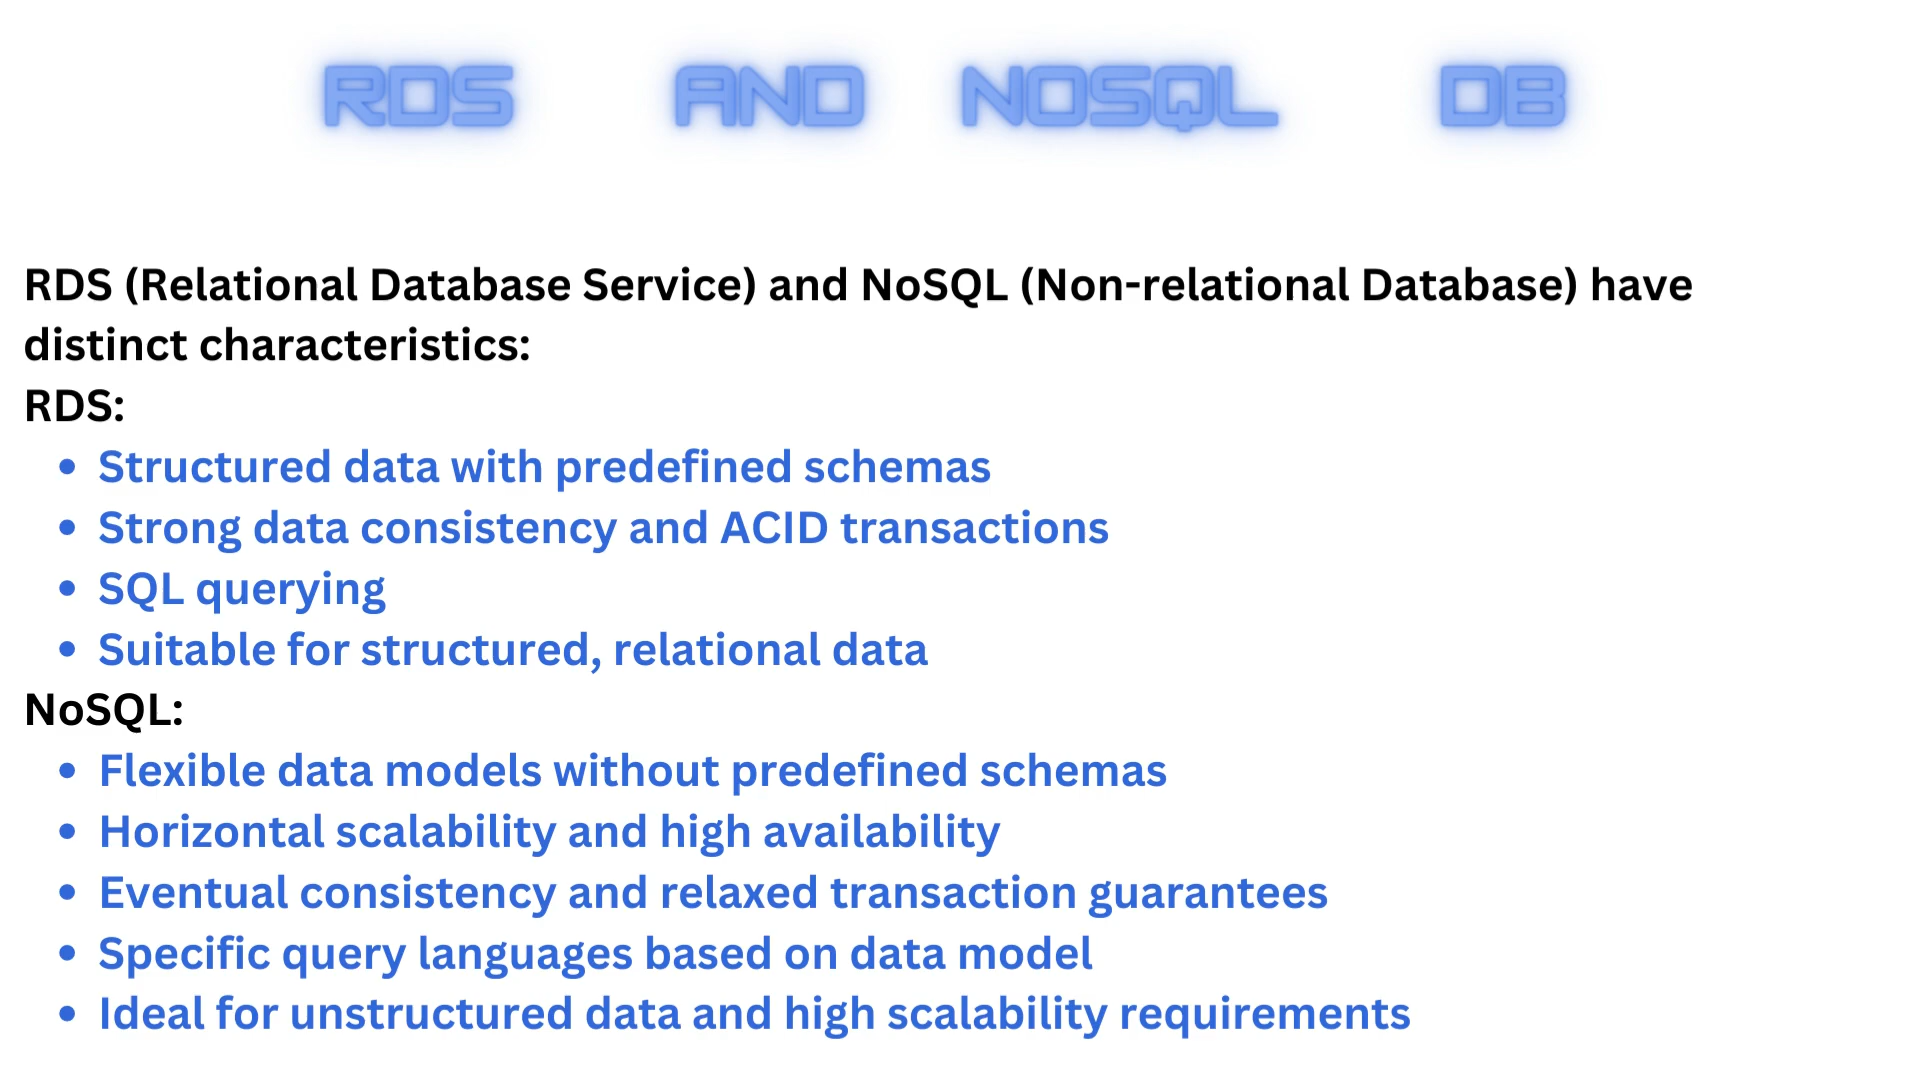 RDS AND NOSQL DB
RDS (Relational Database Service) and NoSQL (Non-relational Database) have
distinct characteristics:
RDS:
• Structured data with predefined schemas
• Strong data consistency and ACID transactions
• SQL querying
• Suitable for structured, relational data
NoSQL:
• Flexible data models without predefined schemas
• Horizontal scalability and high availability
• Eventual consistency and relaxed transaction guarantees
• Specific query languages based on data model
• Ideal for unstructured data and high scalability requirements